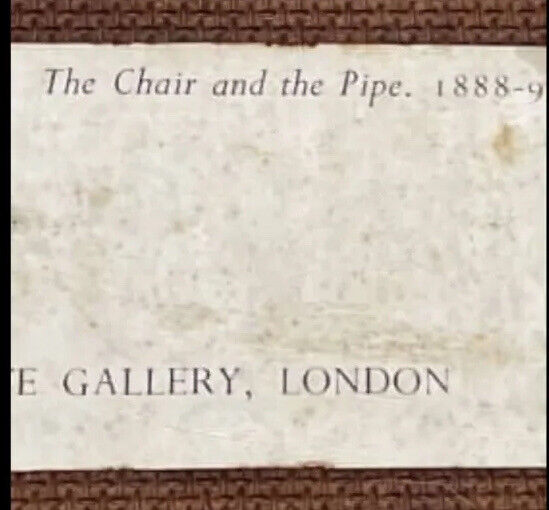 The Chair and the Pipe. 1888-9
E GALLERY, LONDON